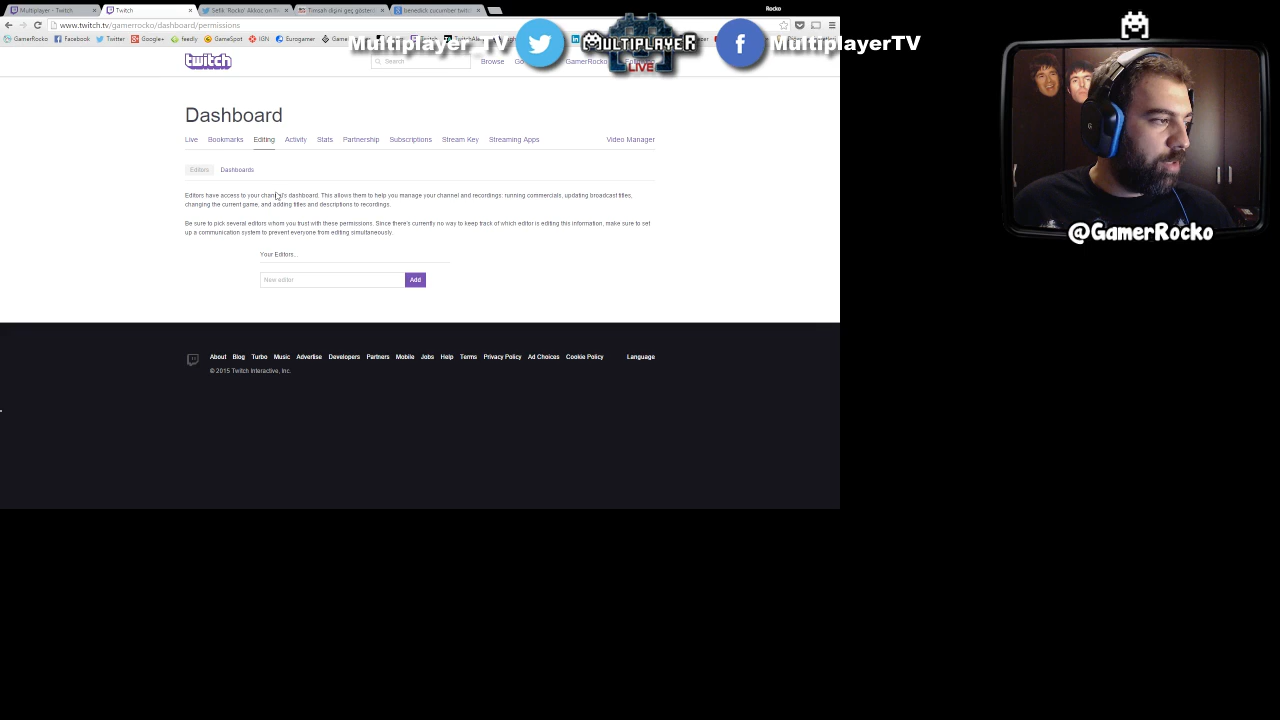 Multiplayer - Twitch
Twitch
Selik 'Rocko' Akkoc on Tw
Timsah dişini geç gösterd
benedick cucumber twitch
Rocko
www.twitch.tv/gamerrocko/dashboard/permissions
GamerRocko
Facebook
Twitter
Google+
feedly
GameSpot
IGN
Eurogamer
Multiplayer_TV
MULTIPLAYER
LIVE
MultiplayerTV
twitch
Search
Browse
GamerRocko
Dashboard
Live Bookmarks Editing Activity Stats Partnership Subscriptions Stream Key Streaming Apps Video Manager
Editors Dashboards
Editors have access to your channel's dashboard. This allows them to help you manage your channel and recordings: running commercials, updating broadcast titles,
changing the current game, and adding titles and descriptions to recordings.
Be sure to pick several editors whom you trust with these permissions. Since there's currently no way to keep track of which editor is editing this information, make sure to set
up a communication system to prevent everyone from editing simultaneously.
Your Editors...
New editor Add
About Blog Turbo Music Advertise Developers Partners Mobile Jobs Help Terms Privacy Policy Ad Choices Cookie Policy Language
© 2015 Twitch Interactive, Inc.
@GamerRocko